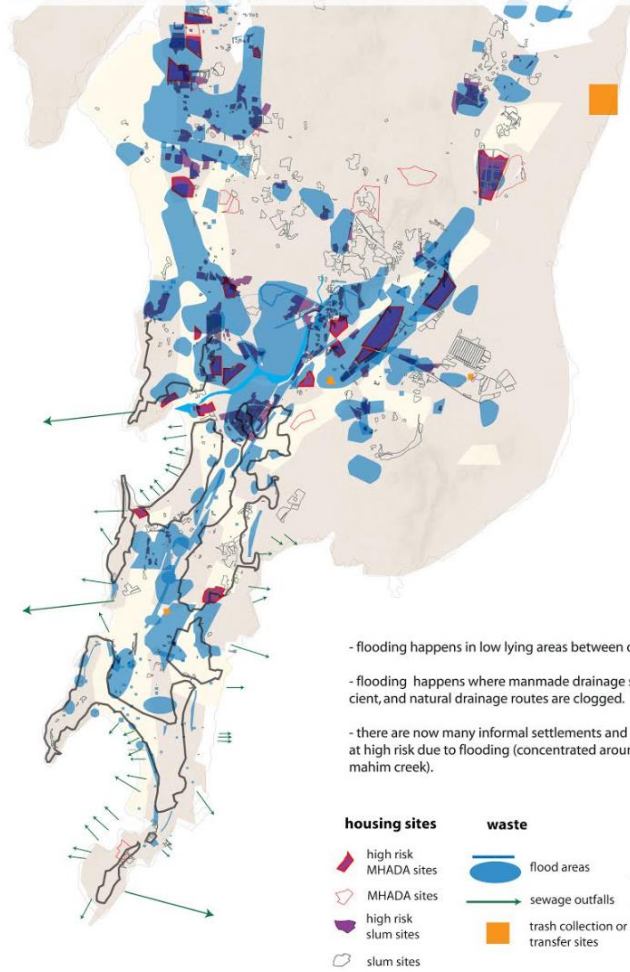 - flooding happens in low lying areas between
- flooding happens where manmade drainage
cient, and natural drainage routes are clogged.
- there are now many informal settlements and
at high risk due to flooding (concentrated around
mahim creek).
housing sites
high risk
MHADA sites
MHADA sites
high risk
slum sites
slum sites
waste
flood areas
sewage outfalls
trash collection or
transfer sites